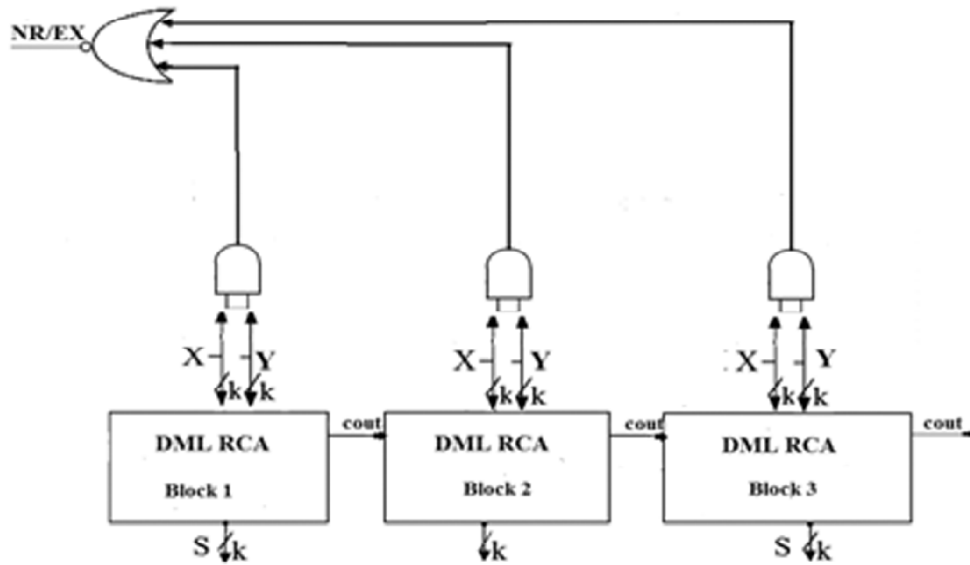 NR/EX
X Y X Y X Y
k k k k k k
cout cout cout
DML RCA DML RCA DML RCA
Block 1 Block 2 Block 3
S k k S k